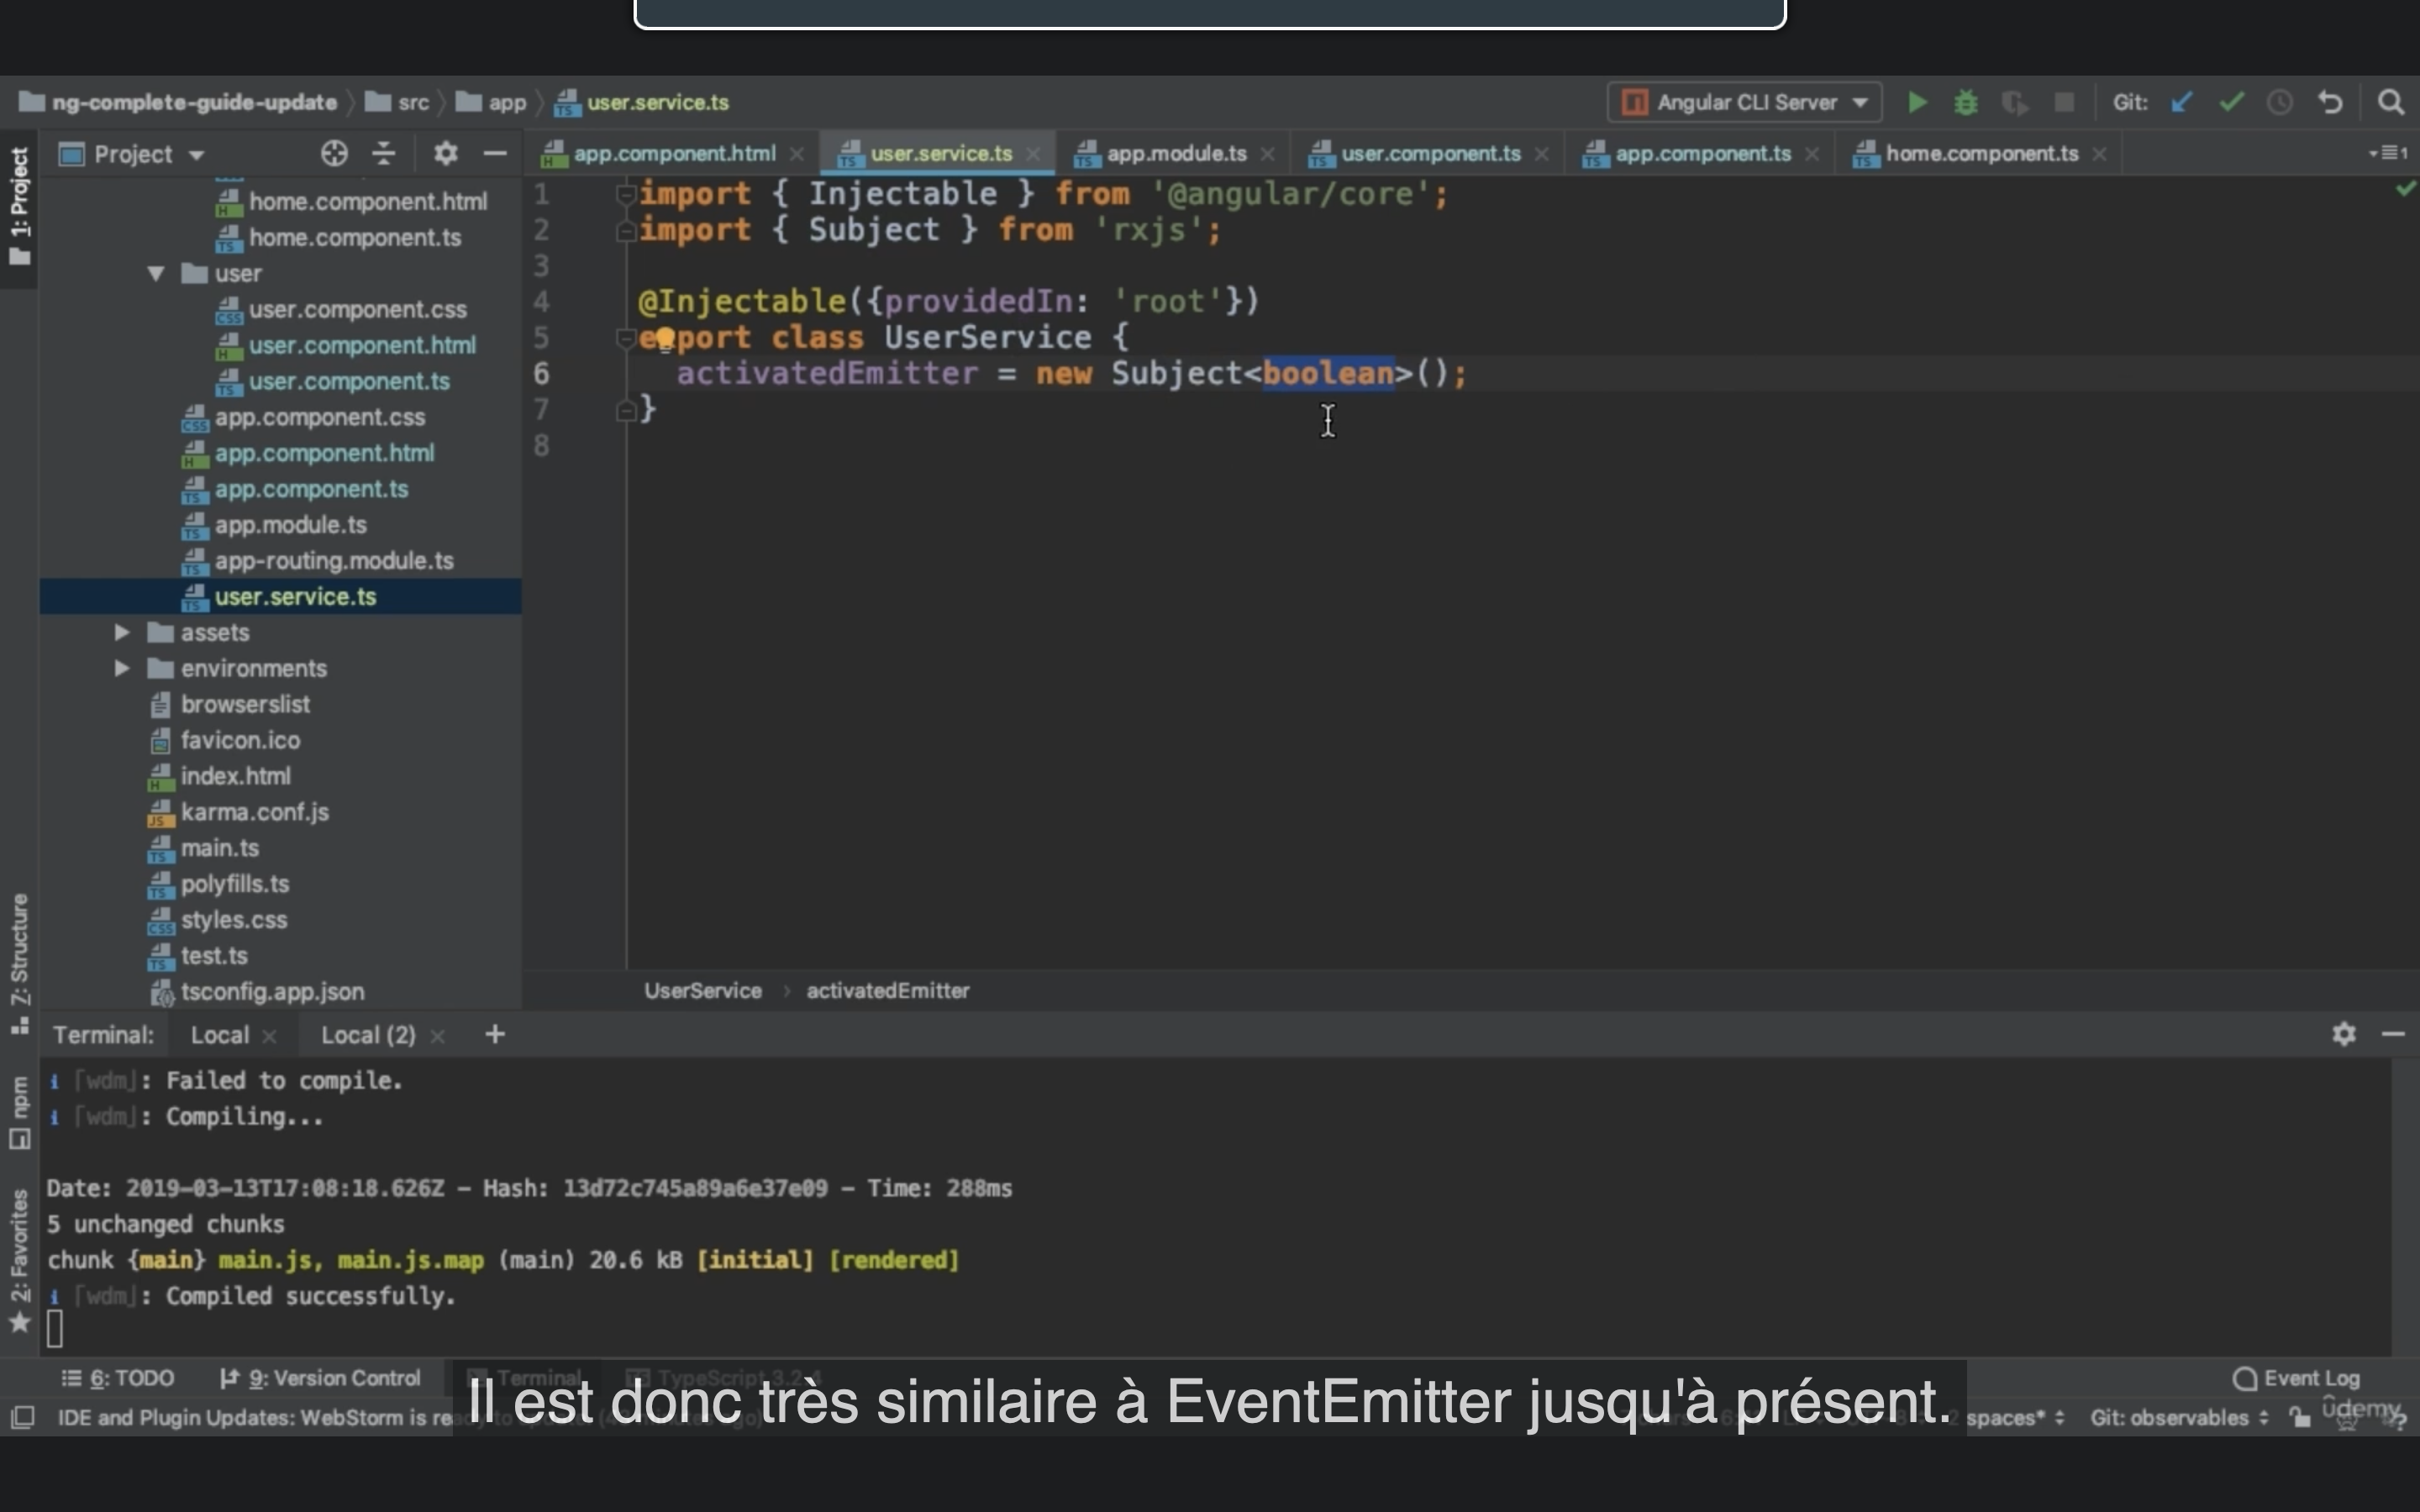 ng-complete-guide-update
src
app
user.service.ts
Angular CLI Server
Git:
1: Project
Project
app.component.html
user.service.ts
app.module.ts
user.component.ts
app.component.ts
home.component.ts
home.component.html
home.component.ts
user
user.component.css
user.component.html
user.component.ts
app.component.css
app.component.html
app.component.ts
app.module.ts
app-routing.module.ts
user.service.ts
assets
environments
browserslist
favicon.ico
index.html
karma.conf.js
main.ts
polyfills.ts
styles.css
test.ts
tsconfig.app.json
1 import { Injectable } from '@angular/core';
2 import { Subject } from 'rxjs';
3
4 @Injectable({providedIn: 'root'})
5 export class UserService {
6 activatedEmitter = new Subject<boolean>();
7 }
8
UserService › activatedEmitter
Z: Structure
npm
2: Favorites
Terminal: Local Local (2) +
i ｢wdm｣: Failed to compile.
i ｢wdm｣: Compiling...
Date: 2019-03-13T17:08:18.626Z - Hash: 13d72c745a89a6e37e09 - Time: 288ms
5 unchanged chunks
chunk {main} main.js, main.js.map (main) 20.6 kB [initial] [rendered]
i ｢wdm｣: Compiled successfully.
6: TODO
9: Version Control
Terminal
TypeScript 3.2.4
Event Log
Il est donc très similaire à EventEmitter jusqu'à présent.
IDE and Plugin Updates: WebStorm is ready to
2 spaces*
Git: observables
ûdemy